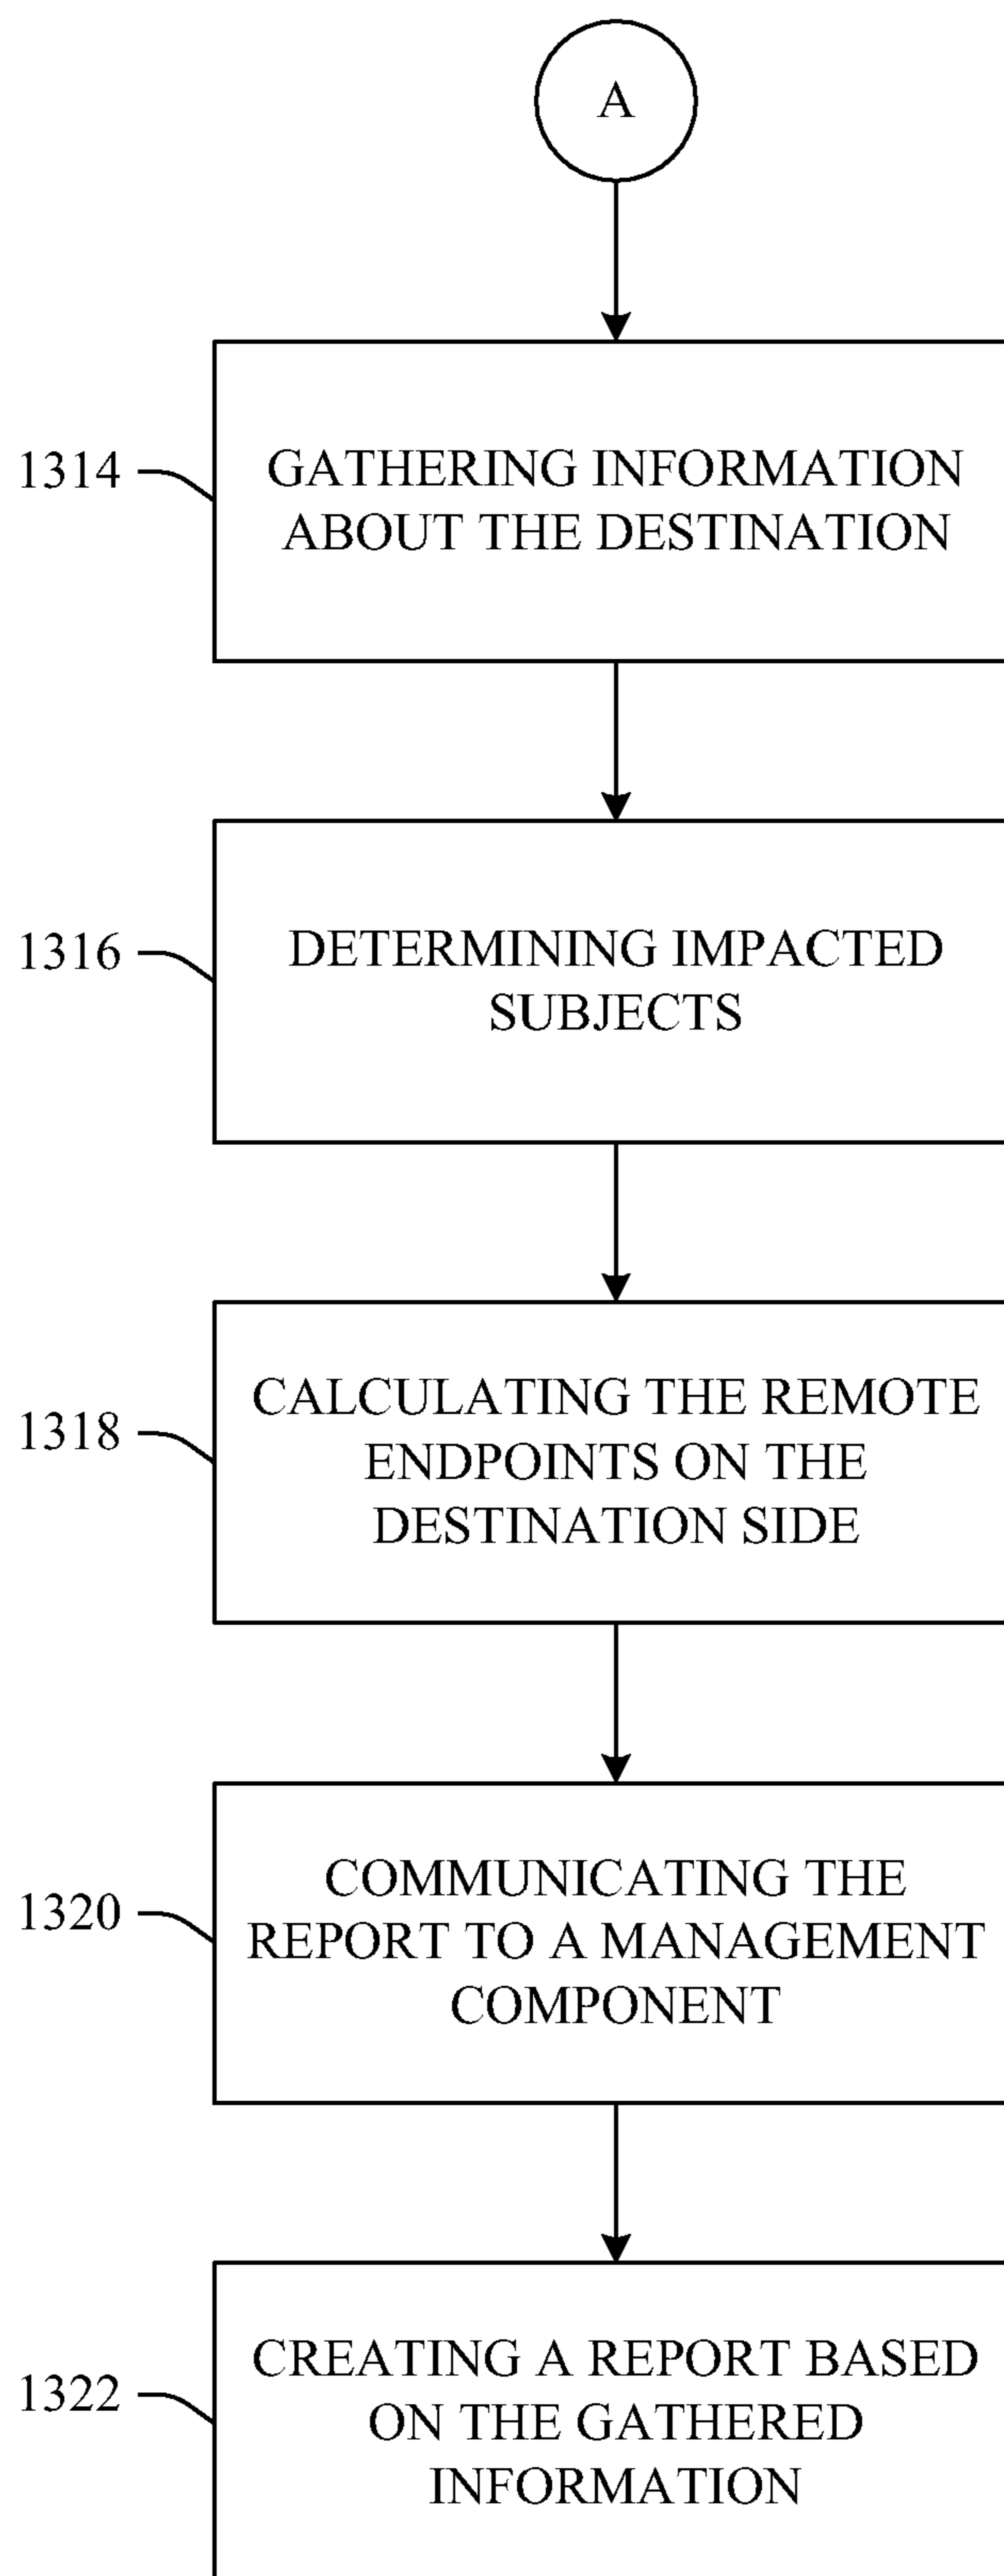 A
1314
GATHERING INFORMATION
ABOUT THE DESTINATION
1316
DETERMINING IMPACTED
SUBJECTS
1318
CALCULATING THE REMOTE
ENDPOINTS ON THE
DESTINATION SIDE
1320
COMMUNICATING THE
REPORT TO A MANAGEMENT
COMPONENT
1322
CREATING A REPORT BASED
ON THE GATHERED
INFORMATION